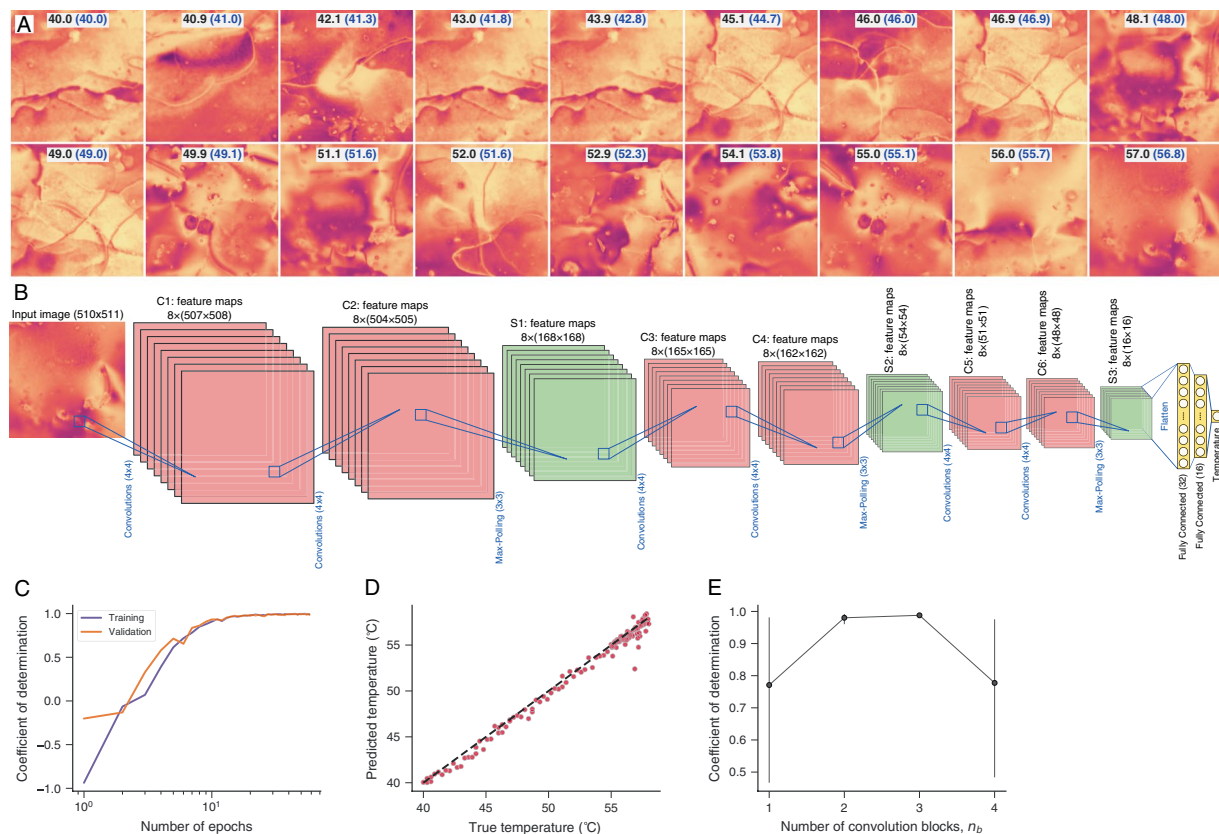 A
40.0 (40.0) 40.9 (41.0) 42.1 (41.3) 43.0 (41.8) 43.9 (42.8) 45.1 (44.7) 46.0 (46.0) 46.9 (46.9) 48.1 (48.0)
49.0 (49.0) 49.9 (49.1) 51.1 (51.6) 52.0 (51.6) 52.9 (52.3) 54.1 (53.8) 55.0 (55.1) 56.0 (55.7) 57.0 (56.8)
B
Input image (510x511)
C1: feature maps
8×(507×508)
C2: feature maps
8×(504×505)
S1: feature maps
8×(168×168)
C3: feature maps
8×(165×165)
C4: feature maps
8×(162×162)
S2: feature maps
8×(54×54)
C5: feature maps
8×(51×51)
C6: feature maps
8×(48×48)
S3: feature maps
8×(16×16)
Convolutions (4x4)
Convolutions (4x4)
Max-Polling (3x3)
Convolutions (4x4)
Convolutions (4x4)
Max-Polling (3x3)
Convolutions (4x4)
Convolutions (4x4)
Max-Polling (3x3)
Flatten
Fully Connected (32)
Fully Connected (16)
Temperature
C
Coefficient of determination
1.0
0.5
0.0
−0.5
−1.0
Training
Validation
10⁰ 10¹
Number of epochs
D
Predicted temperature (°C)
55
50
45
40
40 45 50 55
True temperature (°C)
E
Coefficient of determination
1.0
0.9
0.8
0.7
0.6
0.5
1 2 3 4
Number of convolution blocks, n_b